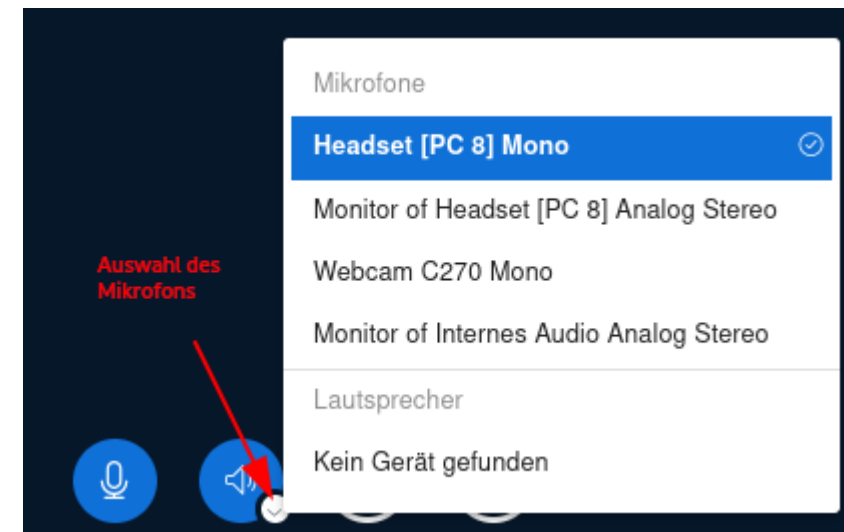 Mikrofone
Headset [PC 8] Mono
Monitor of Headset [PC 8] Analog Stereo
Webcam C270 Mono
Monitor of Internes Audio Analog Stereo
Lautsprecher
Kein Gerät gefunden
Auswahl des
Mikrofons